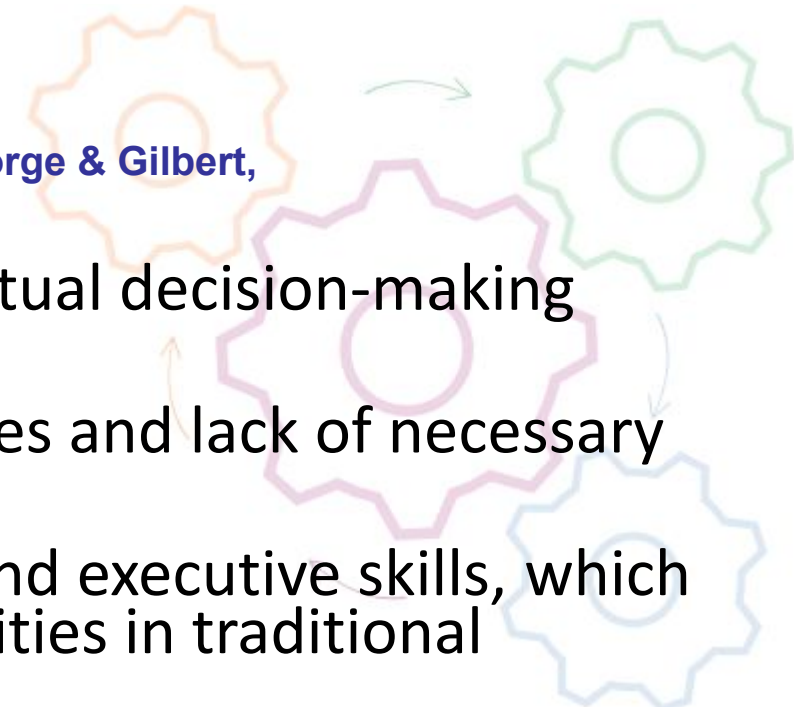 orge & Gilbert,
tual decision-making
es and lack of necessary
nd executive skills, which
ities in traditional